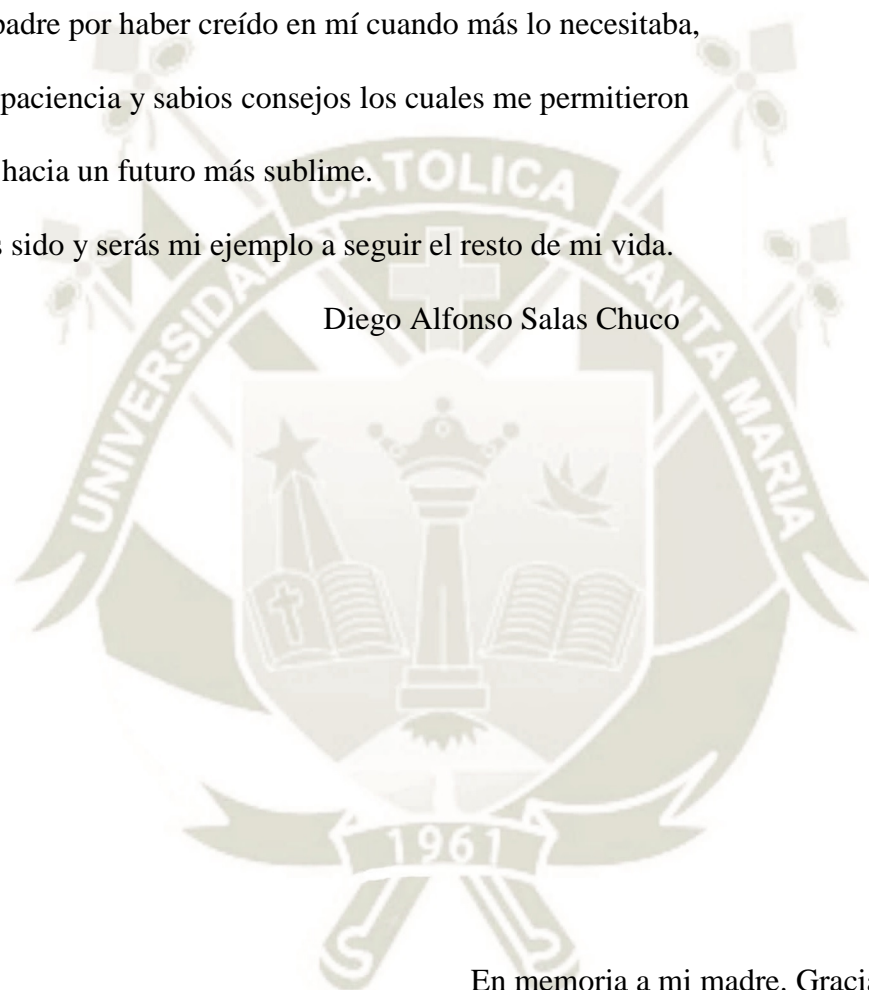 padre por haber creído en mí cuando más lo necesitaba,
paciencia y sabios consejos los cuales me permitieron
hacia un futuro más sublime.
s sido y serás mi ejemplo a seguir el resto de mi vida.
Diego Alfonso Salas Chuco
UNIVERSIDAD CATOLICA SANTA MARIA
1961
En memoria a mi madre. Gracia